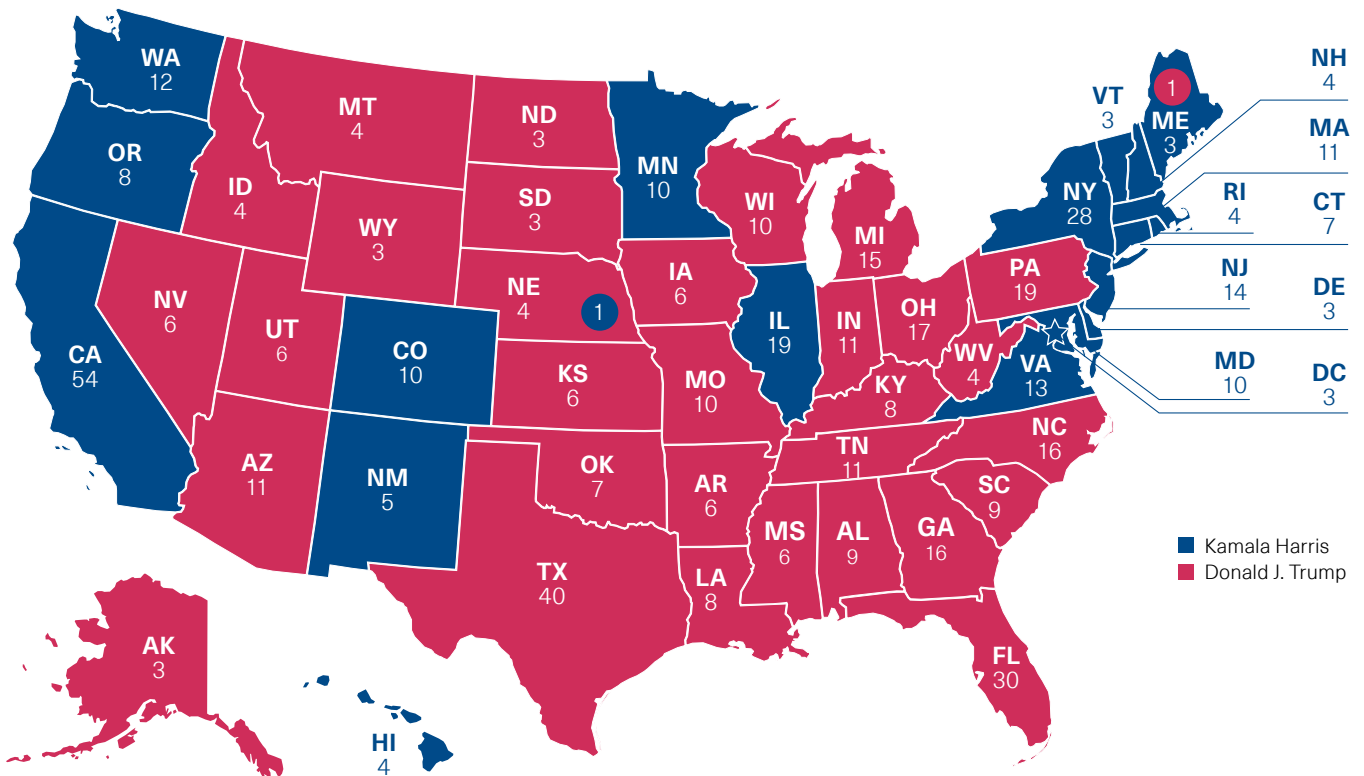 WA
12
OR
8
CA
54
NV
6
ID
4
MT
4
WY
3
UT
6
AZ
11
CO
10
NM
5
ND
3
SD
3
NE
4
1
KS
6
OK
7
TX
40
MN
10
IA
6
MO
10
AR
6
LA
8
WI
10
IL
19
MI
15
IN
11
OH
17
KY
8
TN
11
MS
6
AL
9
GA
16
FL
30
SC
9
NC
16
VA
13
WV
4
PA
19
NY
28
VT
3
1
ME
3
NH
4
MA
11
RI
4
CT
7
NJ
14
DE
3
MD
10
DC
3
AK
3
HI
4
Kamala Harris
Donald J. Trump